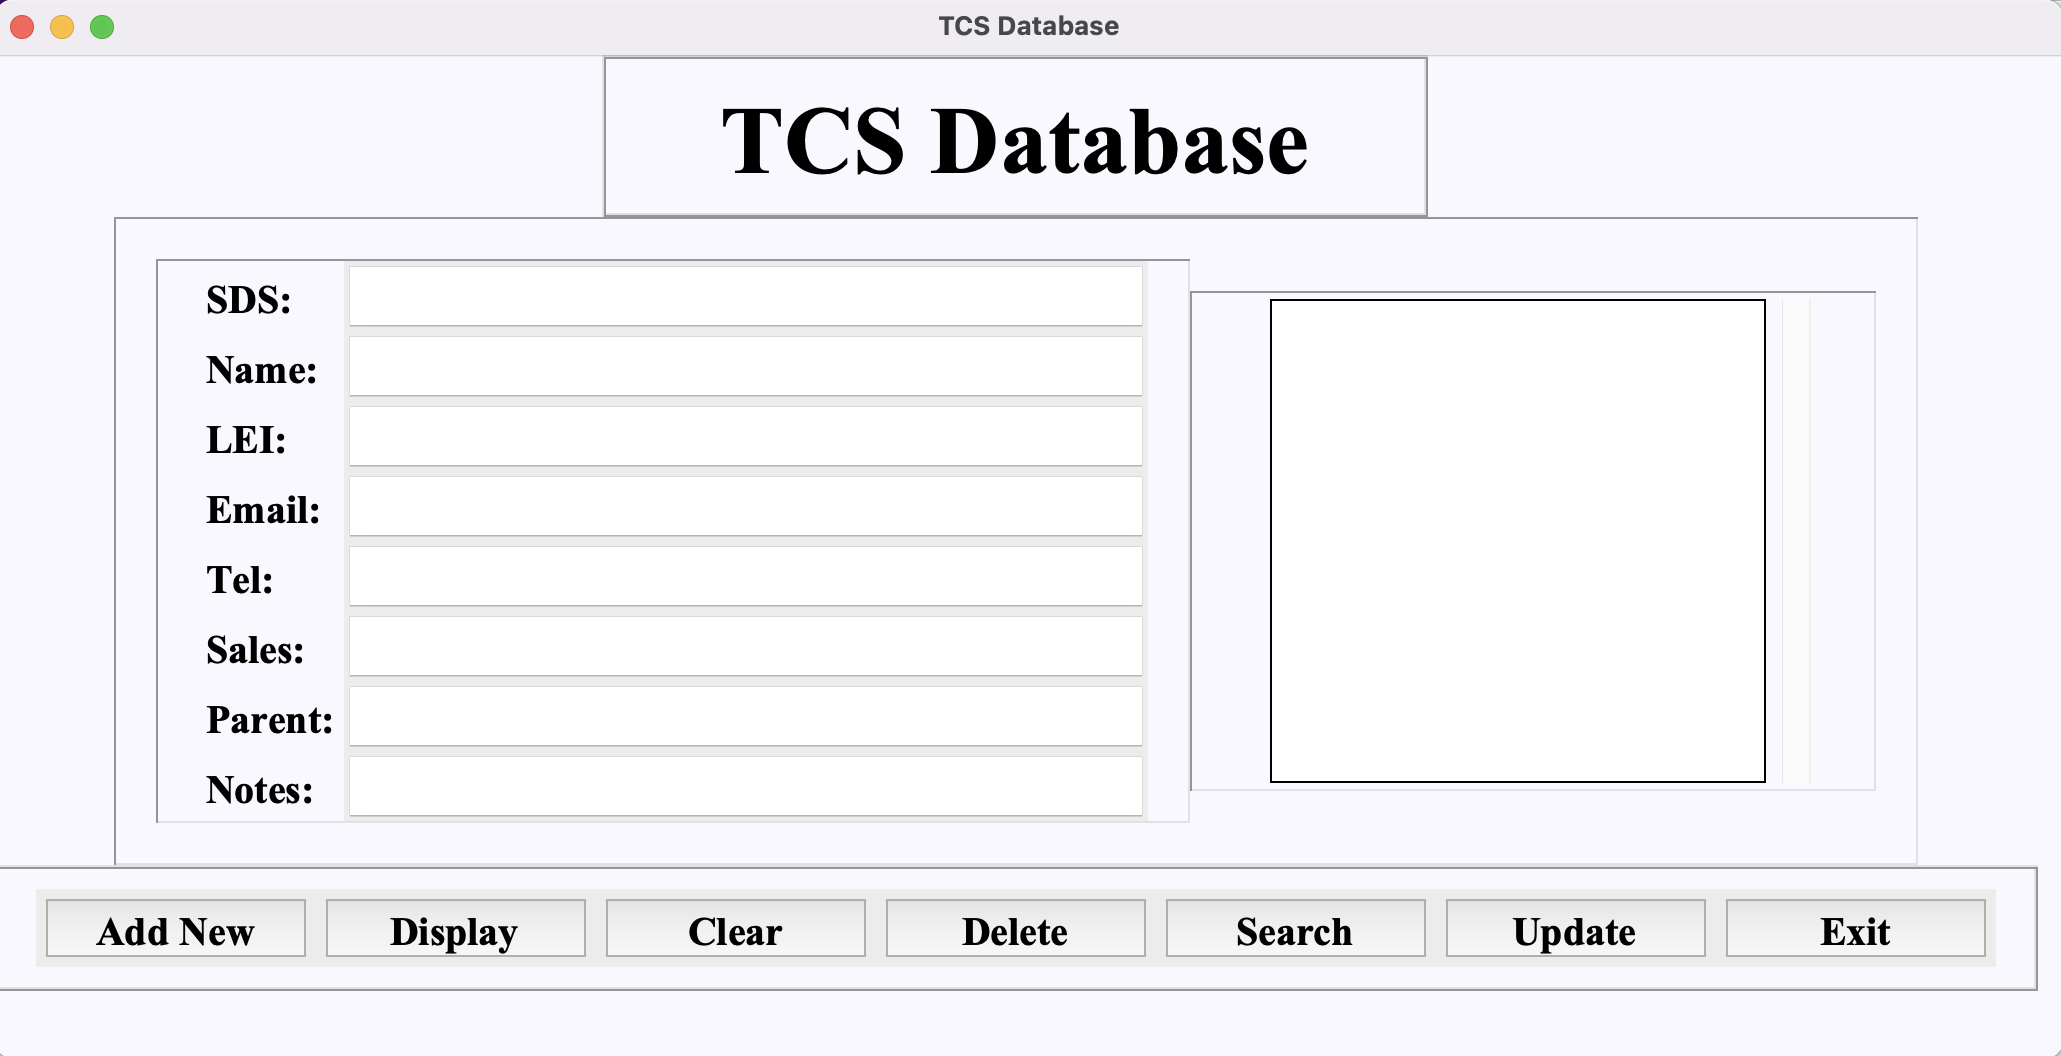 TCS Database
TCS Database
SDS:
Name:
LEI:
Email:
Tel:
Sales:
Parent:
Notes:
Add New Display Clear Delete Search Update Exit